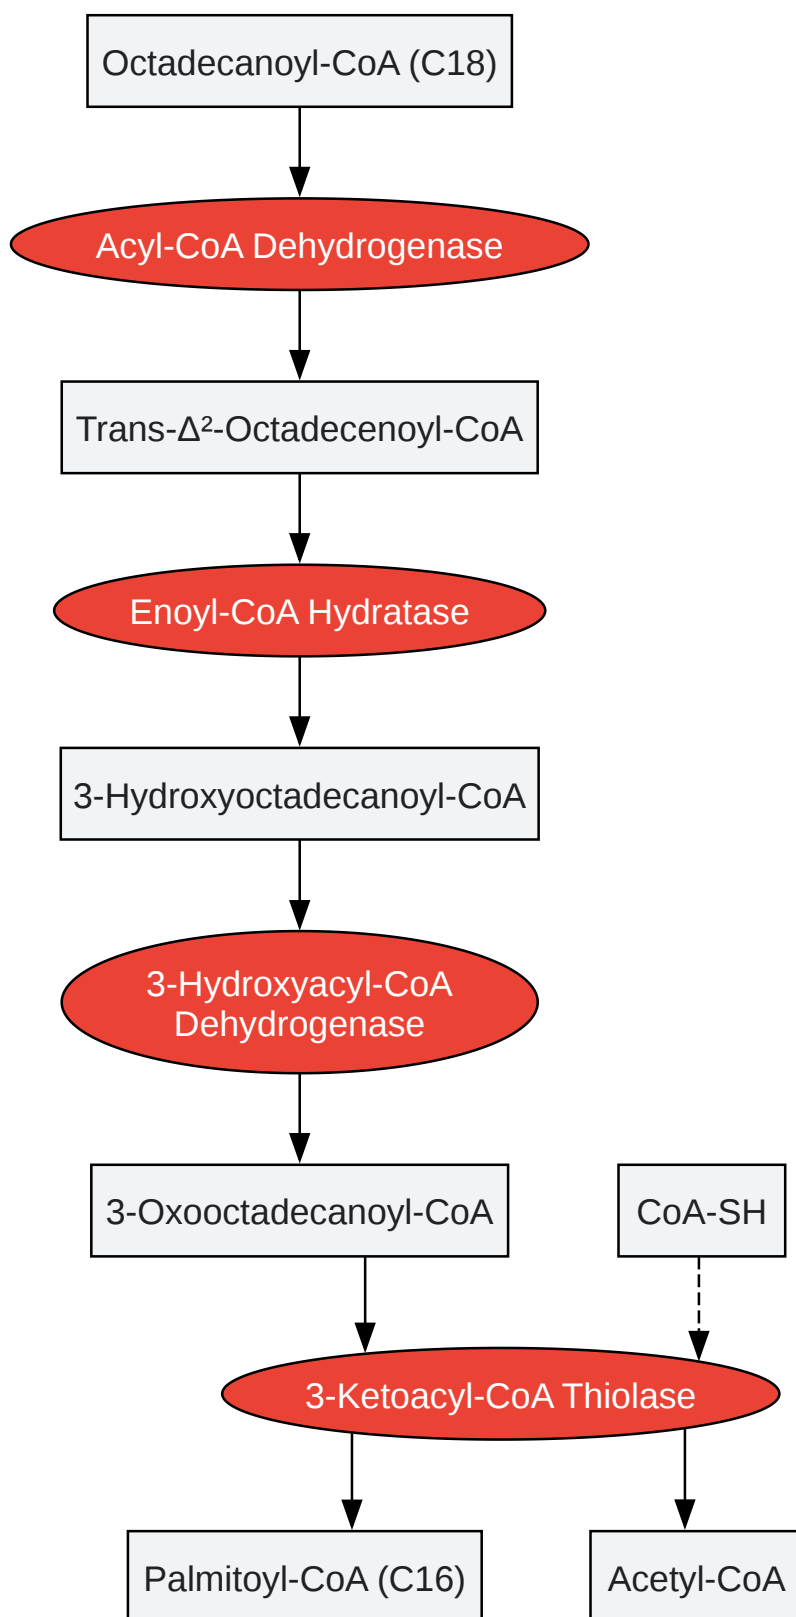 Octadecanoyl-CoA (C18)
Acyl-CoA Dehydrogenase
Trans-Δ²-Octadecenoyl-CoA
Enoyl-CoA Hydratase
3-Hydroxyoctadecanoyl-CoA
3-Hydroxyacyl-CoA
Dehydrogenase
3-Oxooctadecanoyl-CoA
CoA-SH
3-Ketoacyl-CoA Thiolase
Palmitoyl-CoA (C16)
Acetyl-CoA